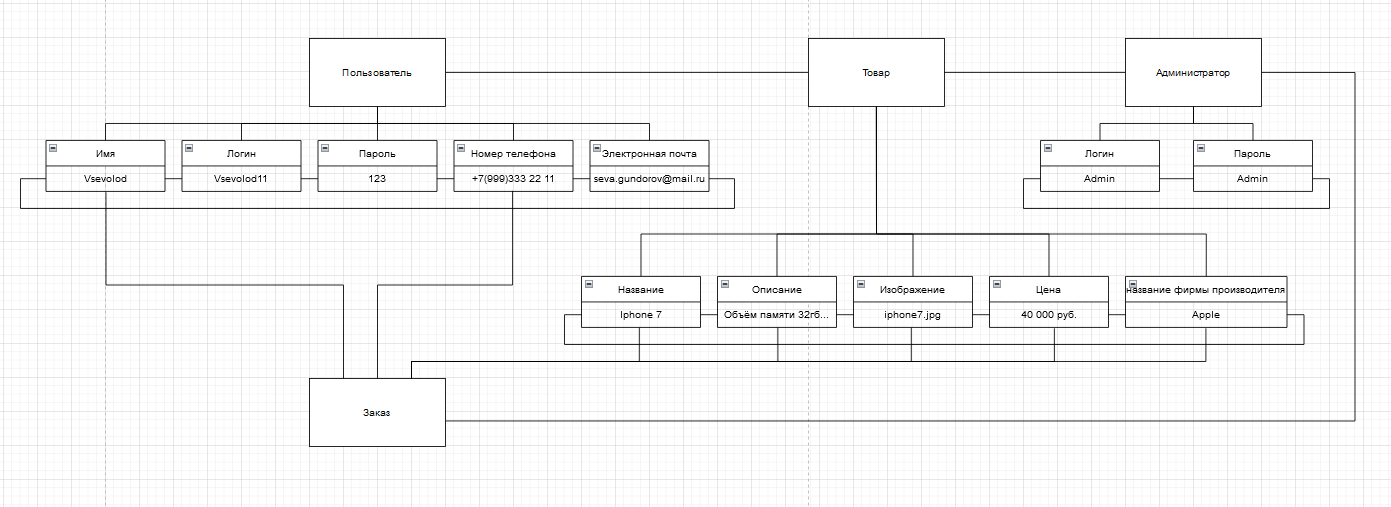 Пользователь
Товар
Администратор
Имя
Логин
Пароль
Номер телефона
Электронная почта
Vsevolod
Vsevolod11
123
+7(999)333 22 11
seva.gundorov@mail.ru
Логин
Пароль
Admin
Admin
Название
Описание
Изображение
Цена
название фирмы производителя
Iphone 7
Объём памяти 32гб...
iphone7.jpg
40 000 руб.
Apple
Заказ